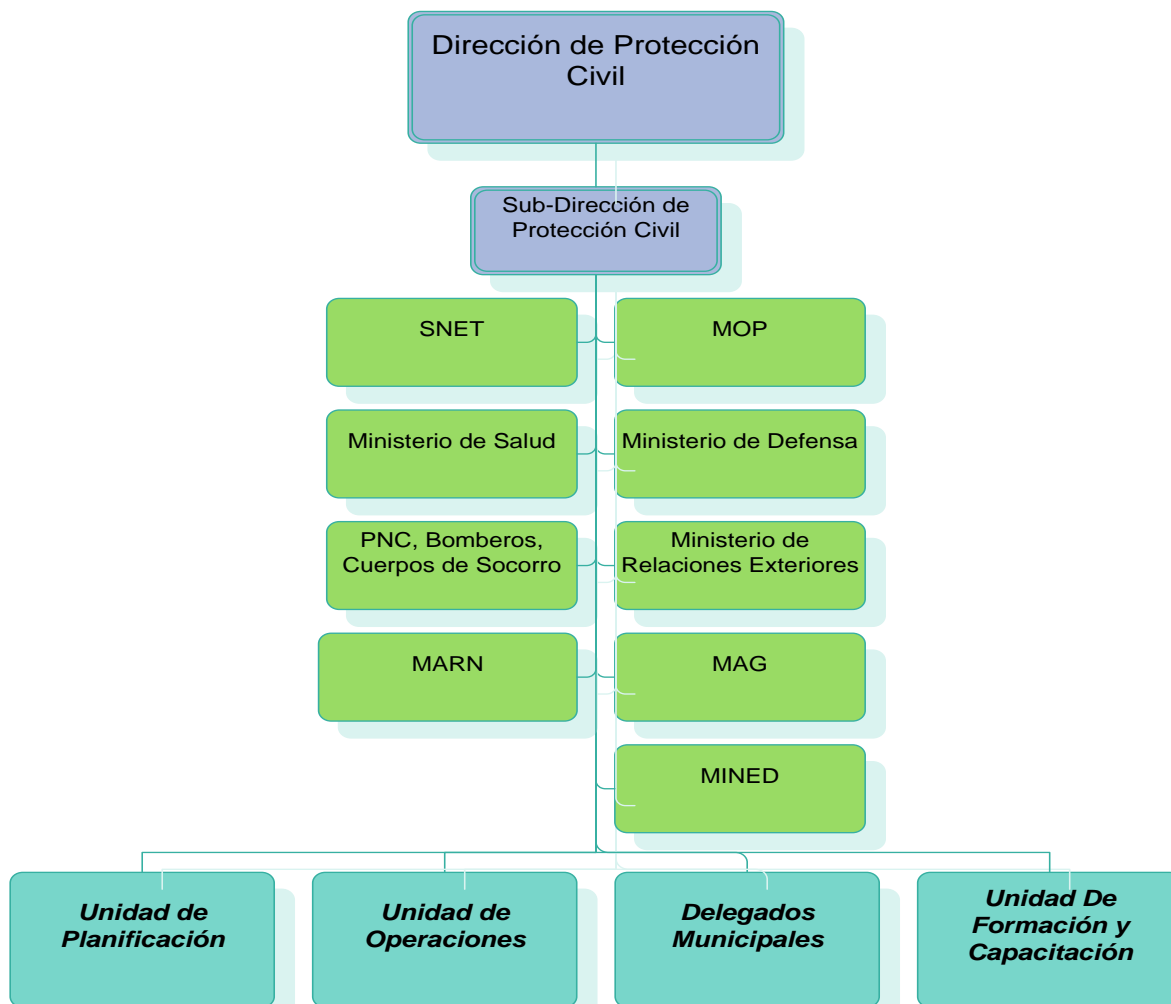 Dirección de Protección
Civil
Sub-Dirección de
Protección Civil
SNET
MOP
Ministerio de Salud
Ministerio de Defensa
PNC, Bomberos,
Cuerpos de Socorro
Ministerio de
Relaciones Exteriores
MARN
MAG
MINED
Unidad de
Planificación
Unidad de
Operaciones
Delegados
Municipales
Unidad De
Formación y
Capacitación